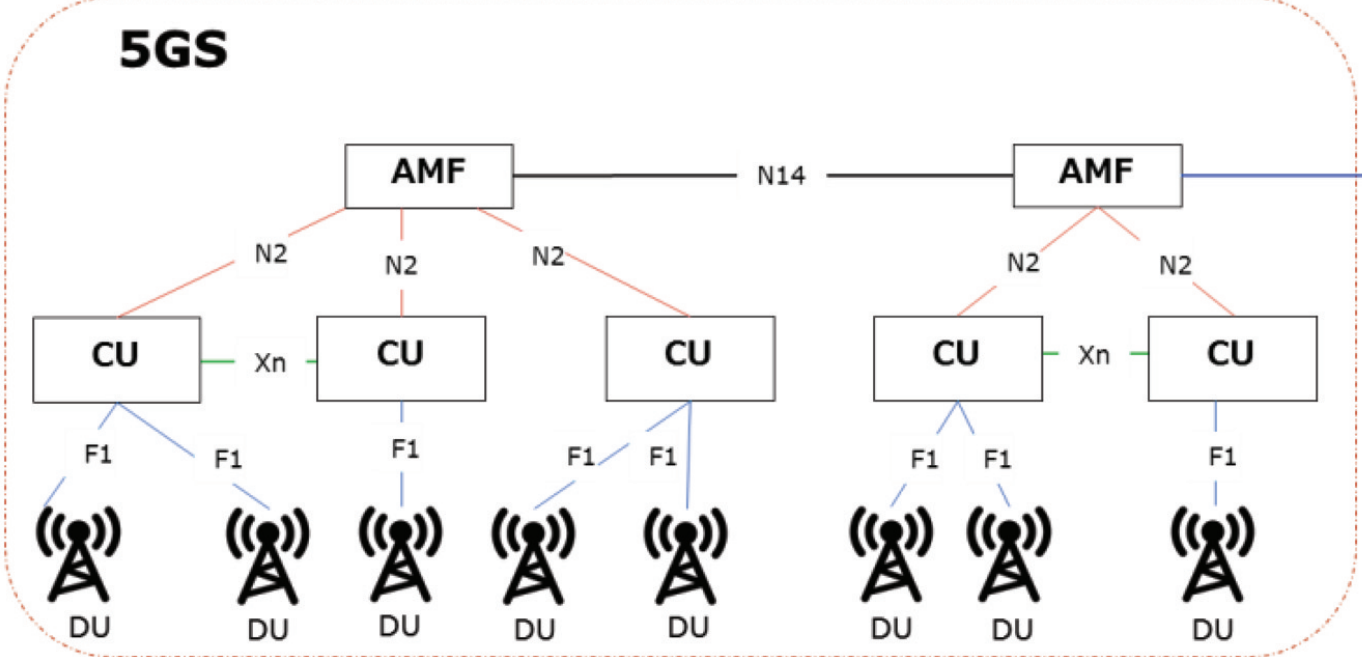 5GS
AMF N14 AMF
N2 N2 N2 N2 N2
CU Xn CU CU CU Xn CU
F1 F1 F1 F1 F1 F1 F1 F1
DU DU DU DU DU DU DU DU